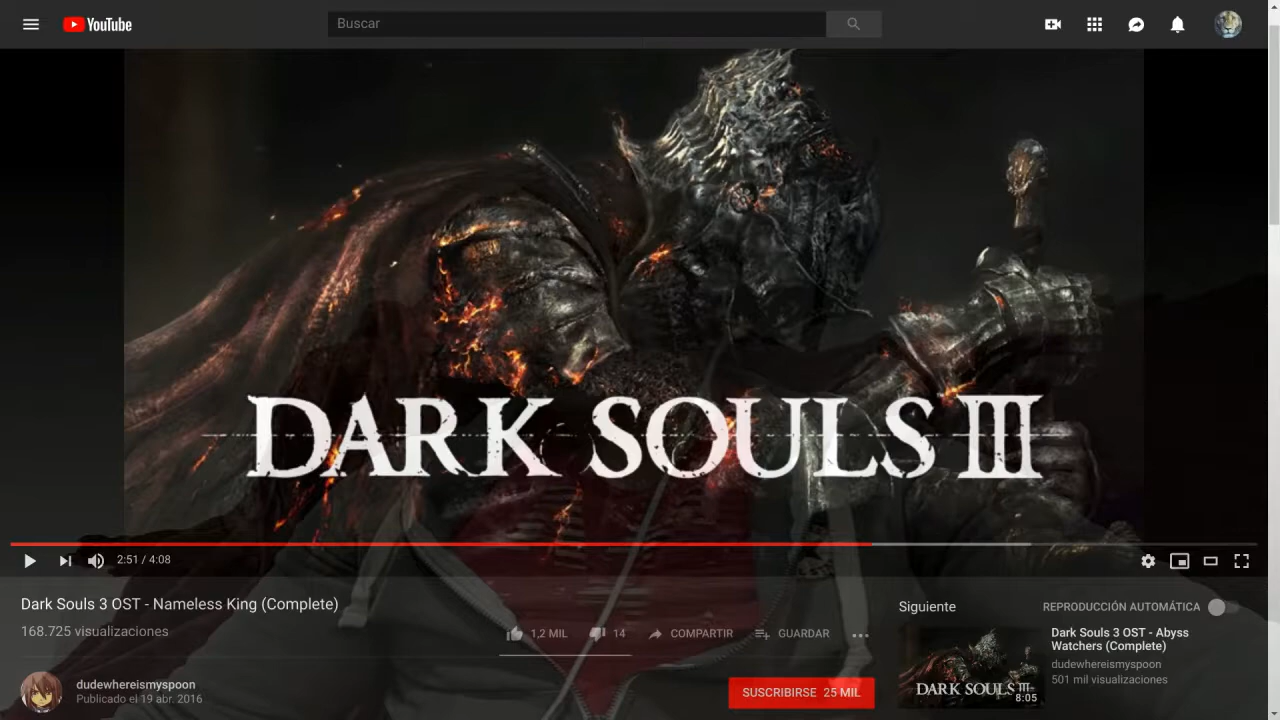 YouTube
Buscar
DARK SOULS III
2:51 / 4:08
Dark Souls 3 OST - Nameless King (Complete)
168.725 visualizaciones
1,2 MIL
14
COMPARTIR
GUARDAR
dudewhereismyspoon
Publicado el 19 abr. 2016
SUSCRIBIRSE 25 MIL
Siguiente
REPRODUCCIÓN AUTOMÁTICA
DARK SOULS III
8:05
Dark Souls 3 OST - Abyss
Watchers (Complete)
dudewhereismyspoon
501 mil visualizaciones